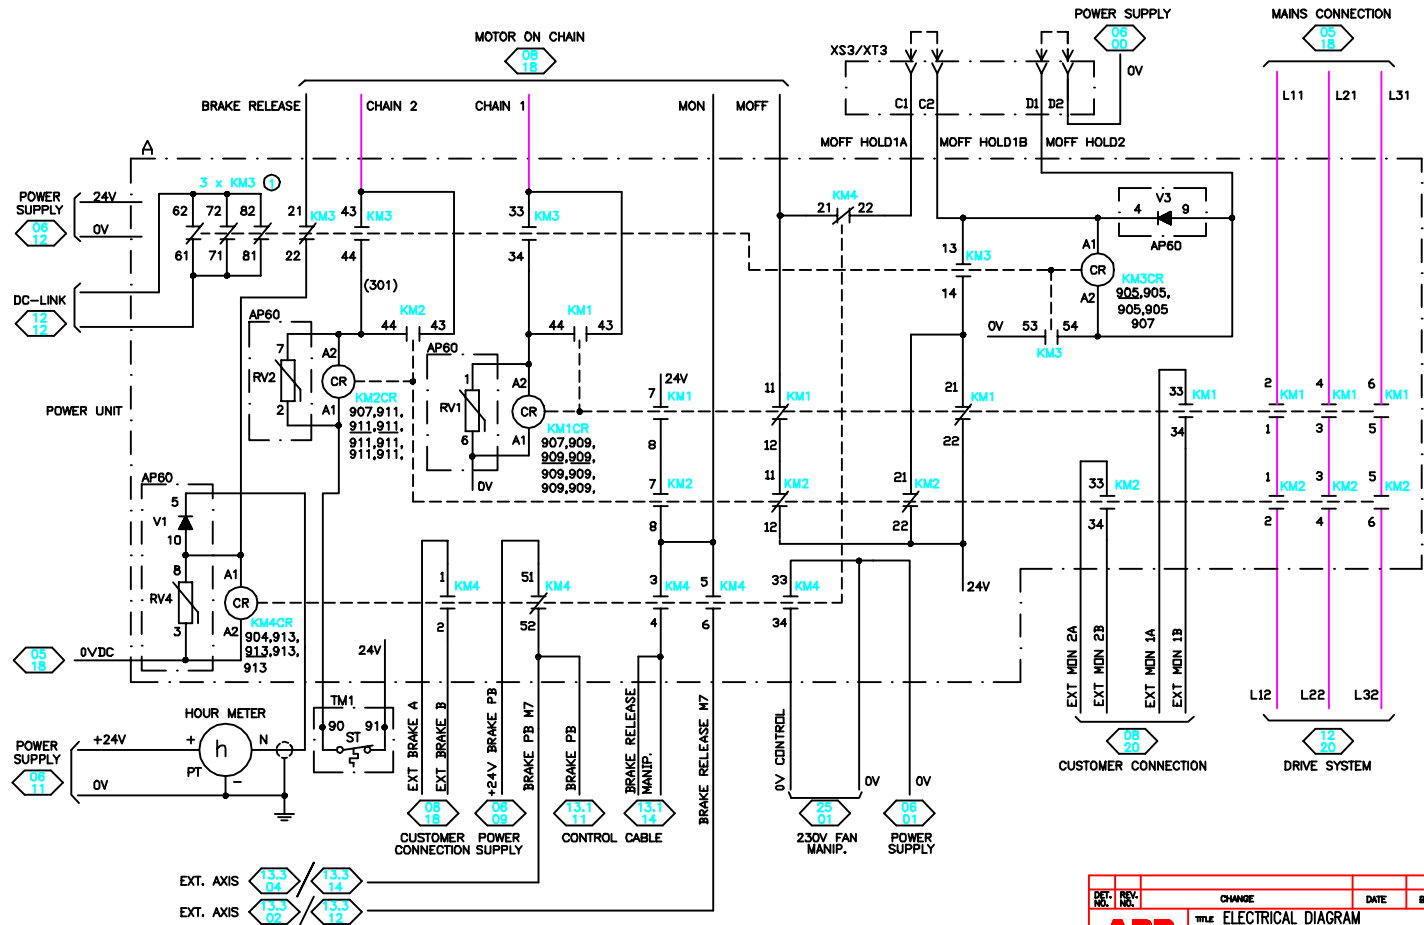 POWER SUPPLY
06
0D
0V
MAINS CONNECTION
05
18
MOTOR ON CHAIN
08
18
XS3/XT3
C1 C2 D1 D2
BRAKE RELEASE
CHAIN 2
CHAIN 1
MON
MOFF
L11 L21 L31
MOFF HOLD1A
MOFF HOLD1B
MOFF HOLD2
A
3 x KM3 1
POWER
SUPPLY
06
12
24V
0V
62 72 82
61 71 81
21 KM3
22
43 KM3
44
(301)
33 KM3
34
KM4
21 22
V3
4 9
AP60
13 KM3
14
A1
CR
A2
KM3CR
905,905,
905,905
907
0V 53 54
KM3
DC-LINK
12
12
AP60
7
RV2
2
A2
CR
A1
KM2
44 43
KM2CR
907,911,
911,911,
911,911,
911,911,
AP60
1
RV1
6
A2
CR
A1
0V
KM1
44 43
KM1CR
907,909,
909,909,
909,909,
909,909,
POWER UNIT
24V
7 KM1
8
11 KM1
12
21 KM1
22
33 KM1
34
2 KM1
1
4 KM1
3
6 KM1
5
7 KM2
8
11 KM2
12
21 KM2
22
33 KM2
34
1 KM2
2
3 KM2
4
5 KM2
6
24V
AP60
5
V1
10
8
RV4
3
A1
CR
A2
KM4CR
904,913,
913,913,
913
05
18
0VDC
1 KM4
2
51 KM4
52
3 KM4
4
5 KM4
6
33 KM4
34
24V
TM1
90 91
ST
HOUR METER
+
h
N
PT
-
POWER
SUPPLY
06
11
+24V
0V
EXT BRAKE A
EXT BRAKE B
+24V BRAKE PB
BRAKE PB M7
BRAKE PB
BRAKE RELEASE
MANIP.
BRAKE RELEASE M7
0V CONTROL
0V
0V
EXT MON 2A
EXT MON 2B
EXT MON 1A
EXT MON 1B
L12 L22 L32
08
18
CUSTOMER
CONNECTION
06
09
POWER
SUPPLY
13.1
11
13.1
14
CONTROL CABLE
25
01
230V FAN
MANIP.
06
01
POWER
SUPPLY
08
20
CUSTOMER CONNECTION
12
20
DRIVE SYSTEM
EXT. AXIS 13.3
04 / 13.3
14
EXT. AXIS 13.3
02 / 13.3
12
DET.
NO.
REV.
NO.
CHANGE
DATE
ABB
TITLE ELECTRICAL DIAGRAM